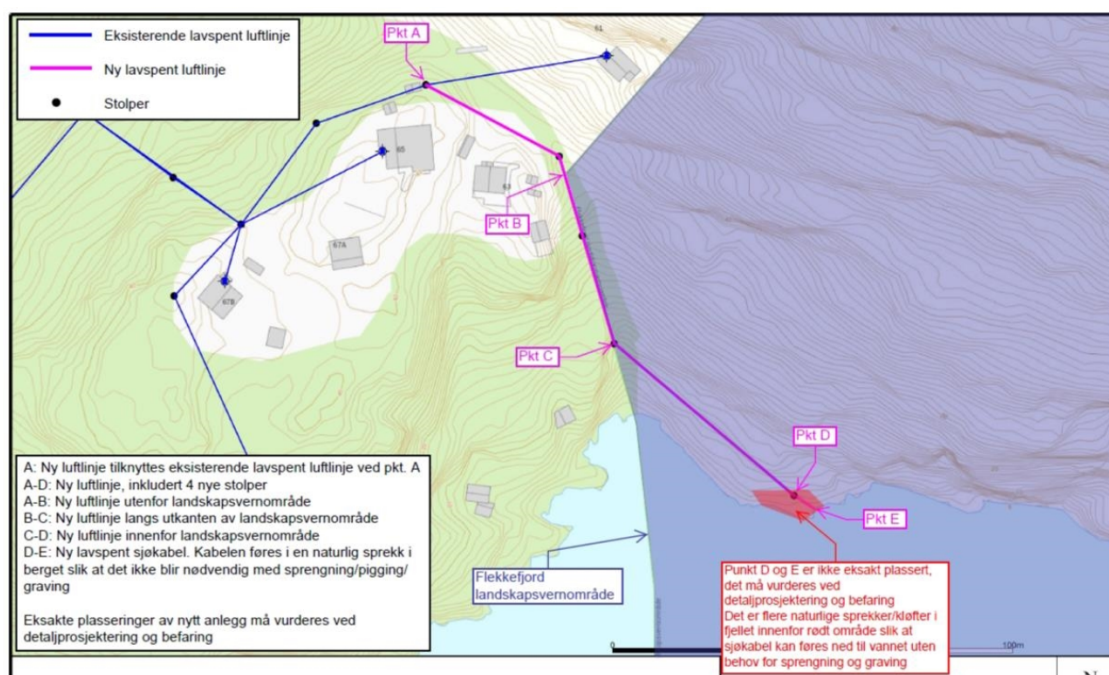 Eksisterende lavspent luftlinje
Ny lavspent luftlinje
Stolper
Pkt A
61
65
63
Pkt B
67A
67B
Pkt C
Pkt D
Pkt E
A: Ny luftlinje tilknyttes eksisterende lavspent luftlinje ved pkt. A
A-D: Ny luftlinje, inkludert 4 nye stolper
A-B: Ny luftlinje utenfor landskapsvernområde
B-C: Ny luftlinje langs utkanten av landskapsvernområde
C-D: Ny luftlinje innenfor landskapsvernområde
D-E: Ny lavspent sjøkabel. Kabelen føres i en naturlig sprekk i
berget slik at det ikke blir nødvendig med sprengning/pigging/
graving
Eksakte plasseringer av nytt anlegg må vurderes ved
detaljprosjektering og befaring
Flekkefjord
landskapsvernområde
Punkt D og E er ikke eksakt plassert,
det må vurderes ved
detaljprosjektering og befaring
Det er flere naturlige sprekker/kløfter i
fjellet innenfor rødt område slik at
sjøkabel kan føres ned til vannet uten
behov for sprengning og graving
0
100m
N